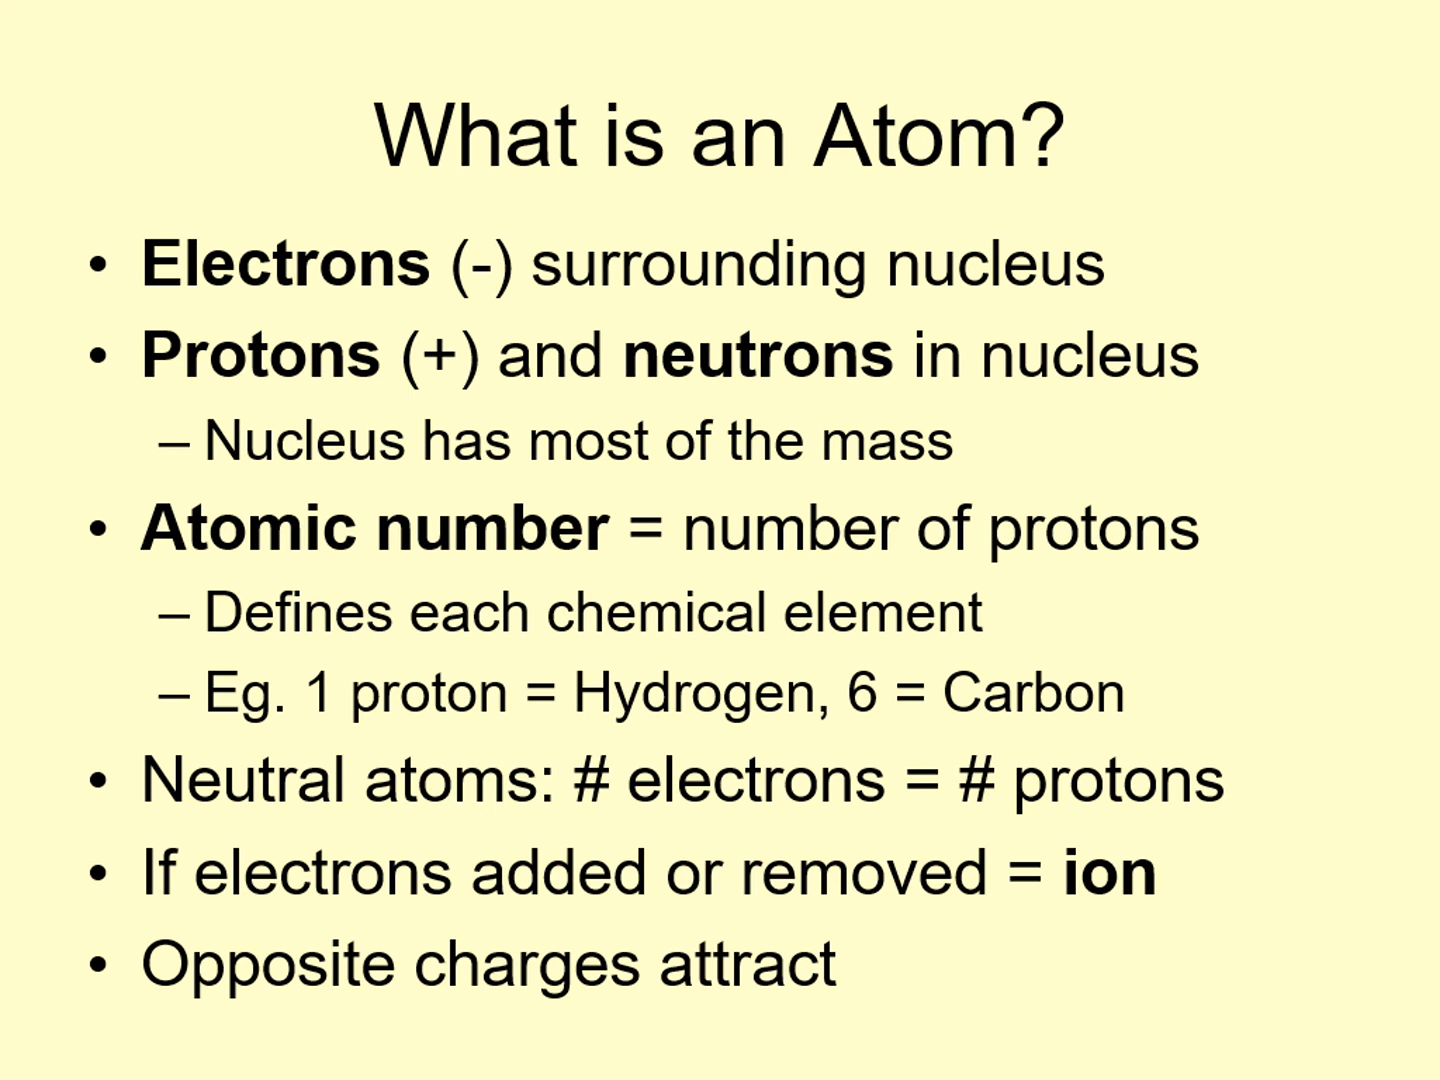 What is an Atom?
• Electrons (-) surrounding nucleus
• Protons (+) and neutrons in nucleus
– Nucleus has most of the mass
• Atomic number = number of protons
– Defines each chemical element
– Eg. 1 proton = Hydrogen, 6 = Carbon
• Neutral atoms: # electrons = # protons
• If electrons added or removed = ion
• Opposite charges attract